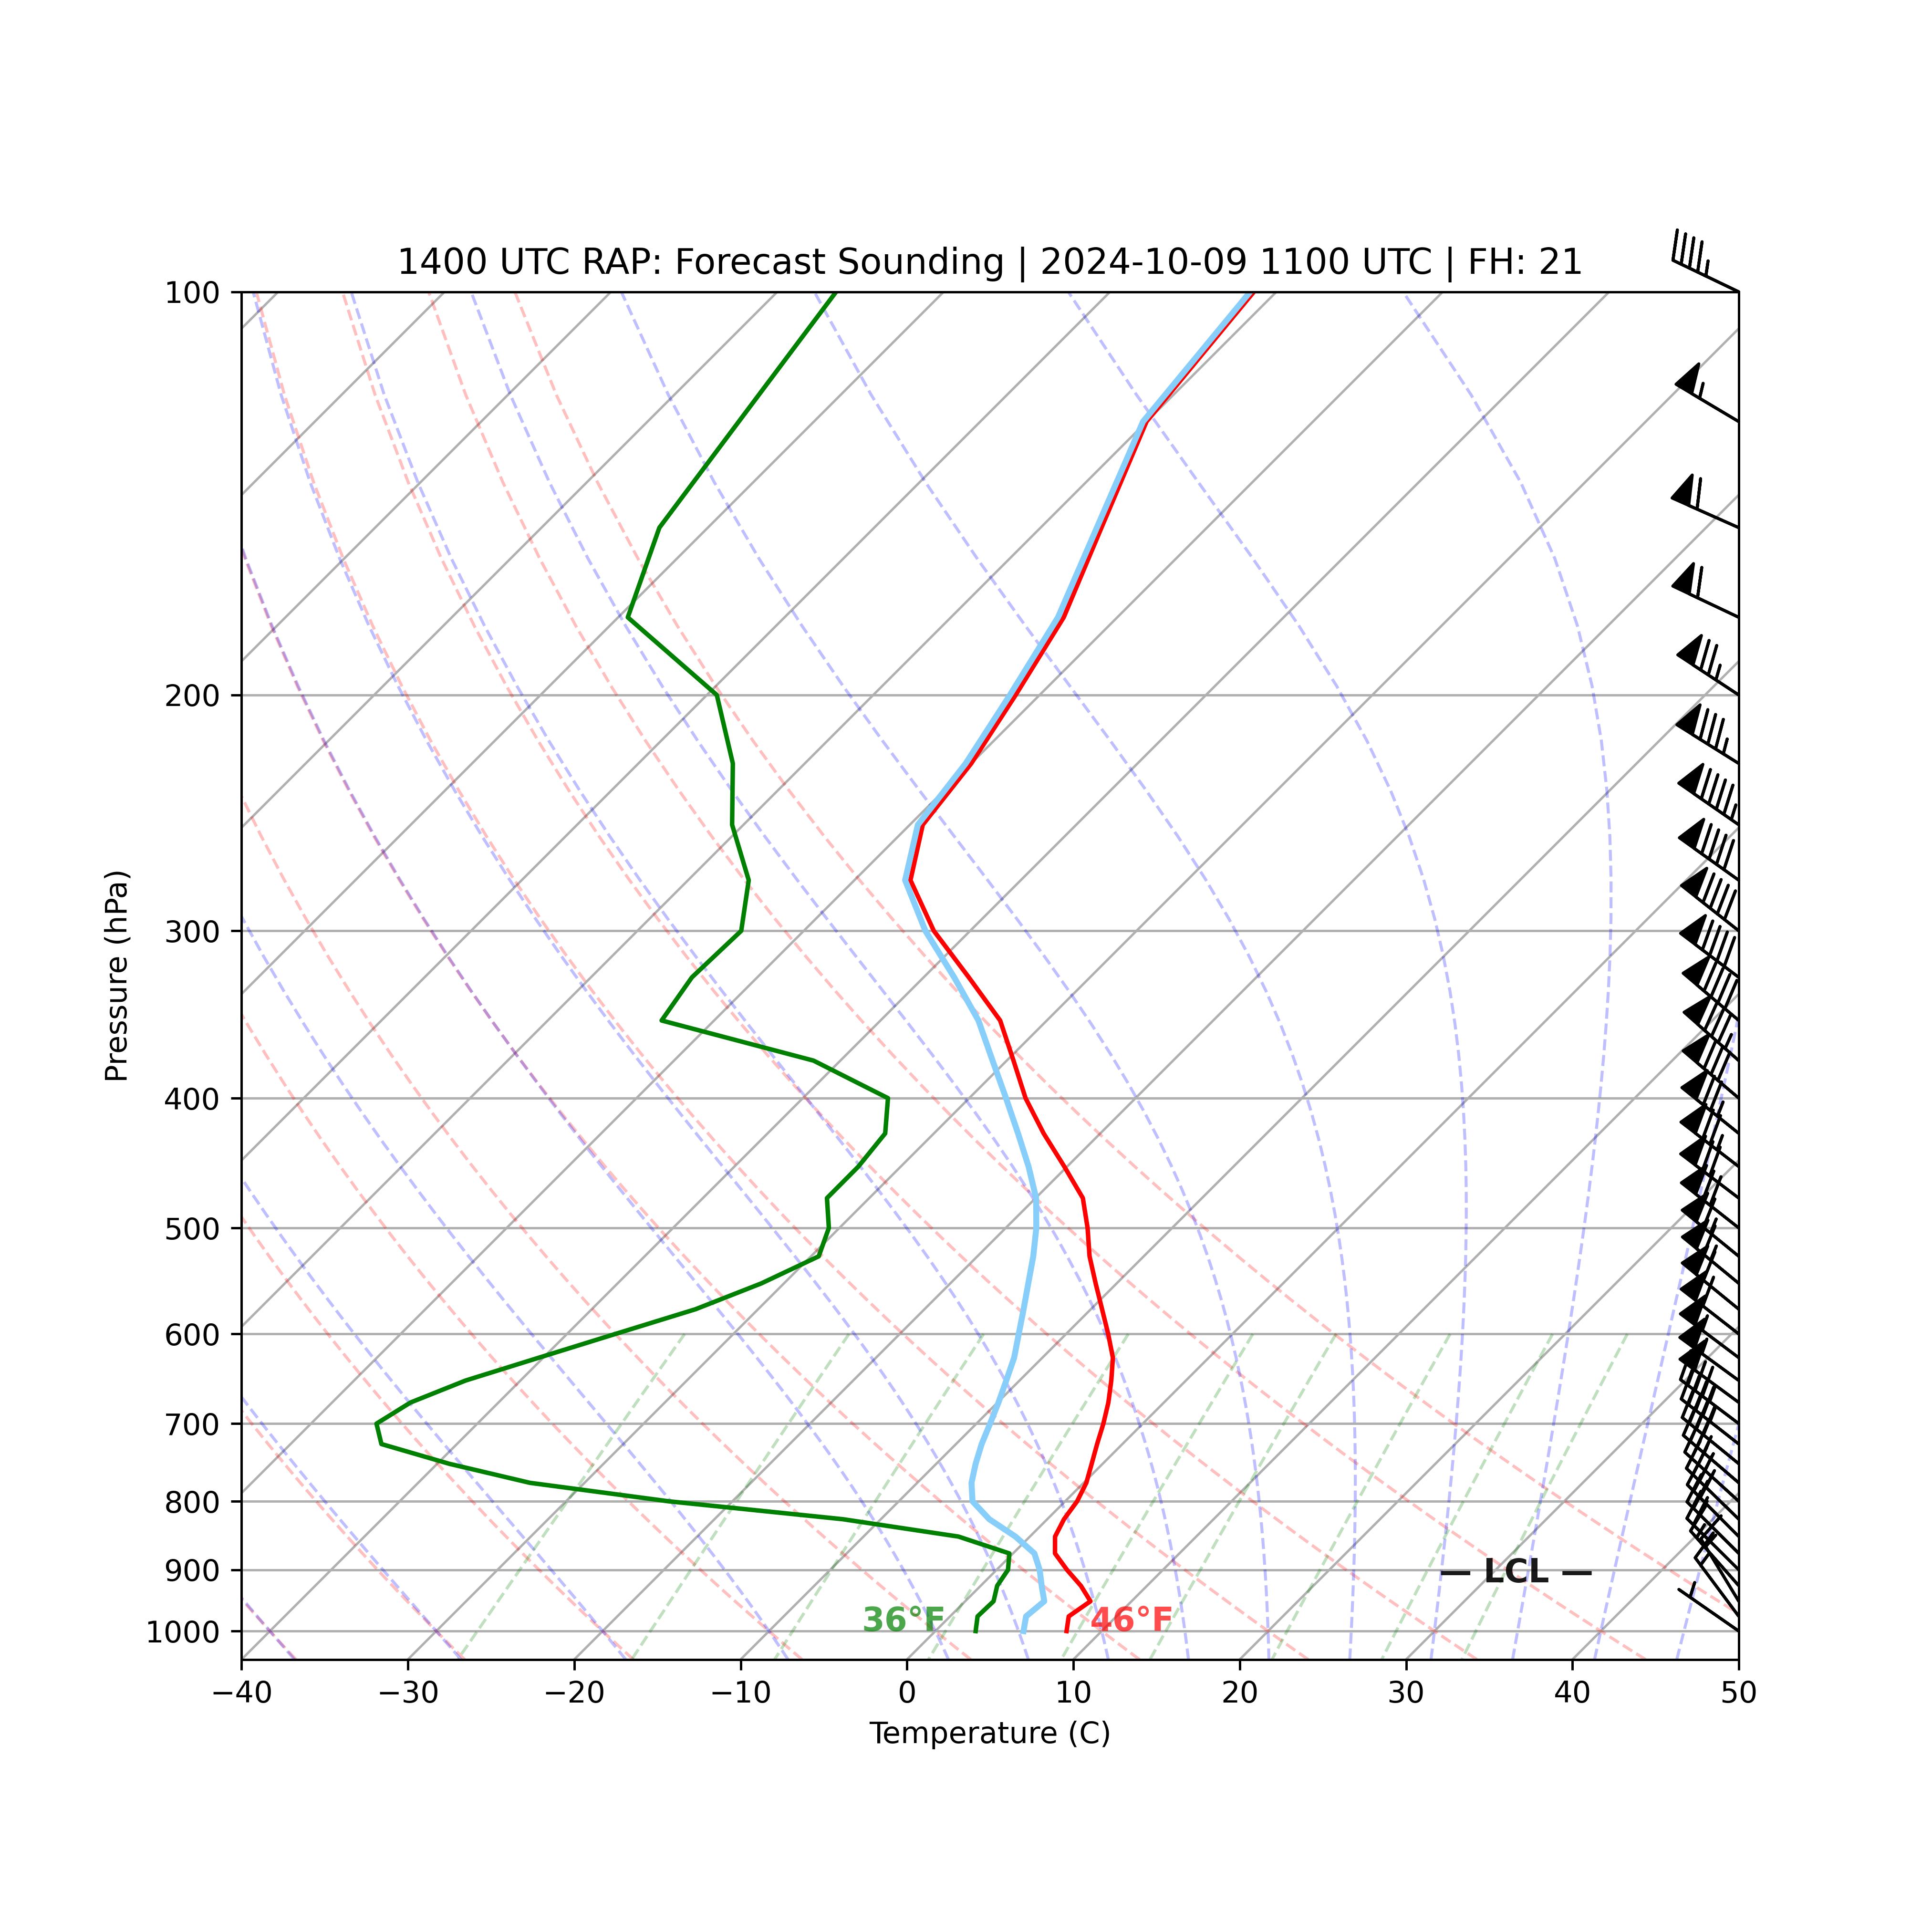 1400 UTC RAP: Forecast Sounding | 2024-10-09 1100 UTC | FH: 21
100
200
300
400
500
600
700
800
900
1000
Pressure (hPa)
— LCL —
36°F
46°F
−40 −30 −20 −10 0 10 20 30 40 50
Temperature (C)